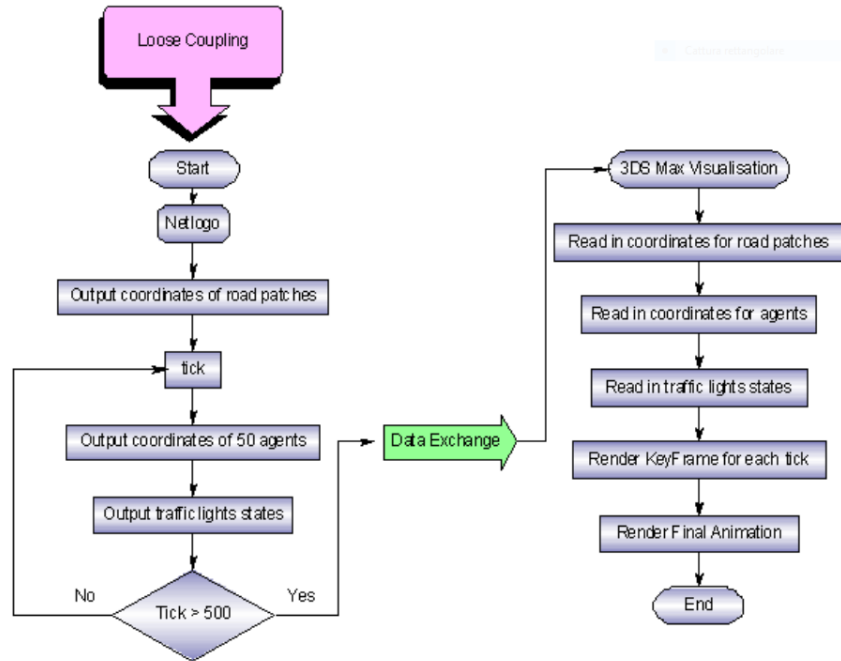 Loose Coupling
Start
Netlogo
Output coordinates of road patches
tick
Output coordinates of 50 agents
Output traffic lights states
No
Tick > 500
Yes
Data Exchange
3DS Max Visualisation
Read in coordinates for road patches
Read in coordinates for agents
Read in traffic lights states
Render KeyFrame for each tick
Render Final Animation
End